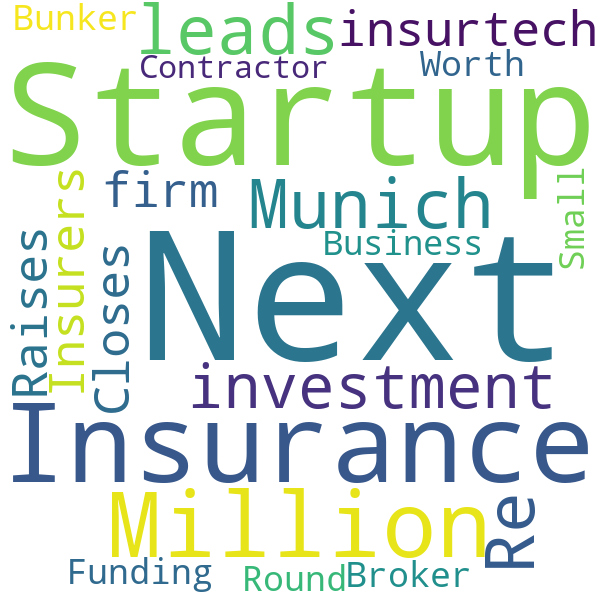 Bunker
leads
insurtech
Contractor
Worth
Startup
Insurers
firm
Munich
Small
Business
Raises
Closes
Next
investment
Insurance
Million
Re
Funding
Round
Broker